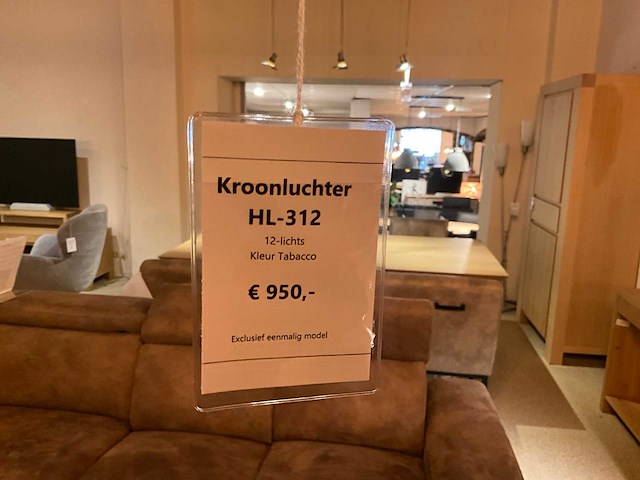 Kroonluchter
HL-312
12-lichts
Kleur Tabacco
€ 950,-
Exclusief eenmalig model